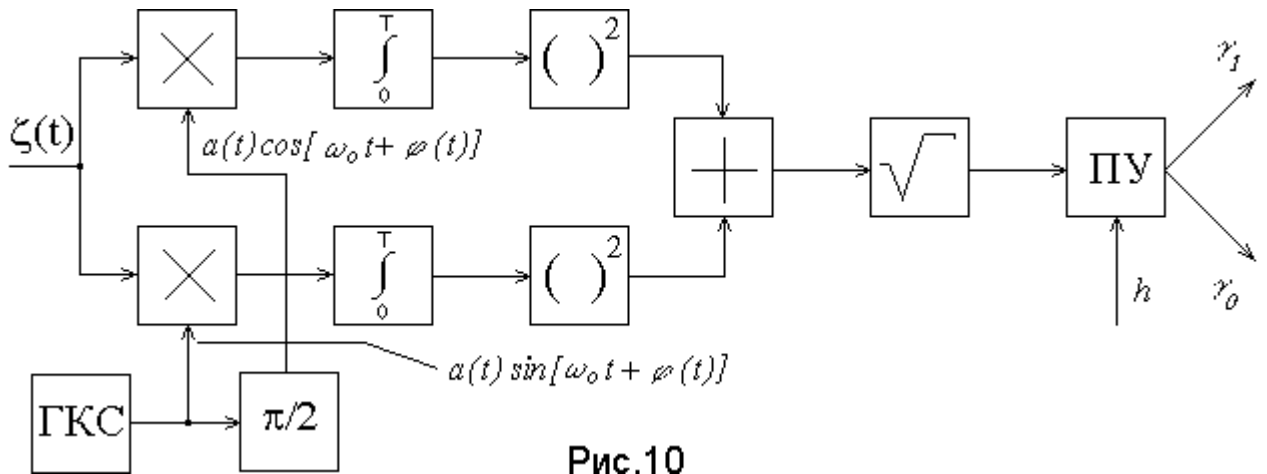 ζ(t)
a(t) cos[ ω₀ t + φ(t)]
∫ T 0
( )²
γ₁
√
ПУ
h
γ₀
∫ T 0
( )²
a(t) sin[ω₀ t + φ(t)]
ГКС
π/2
Рис.10